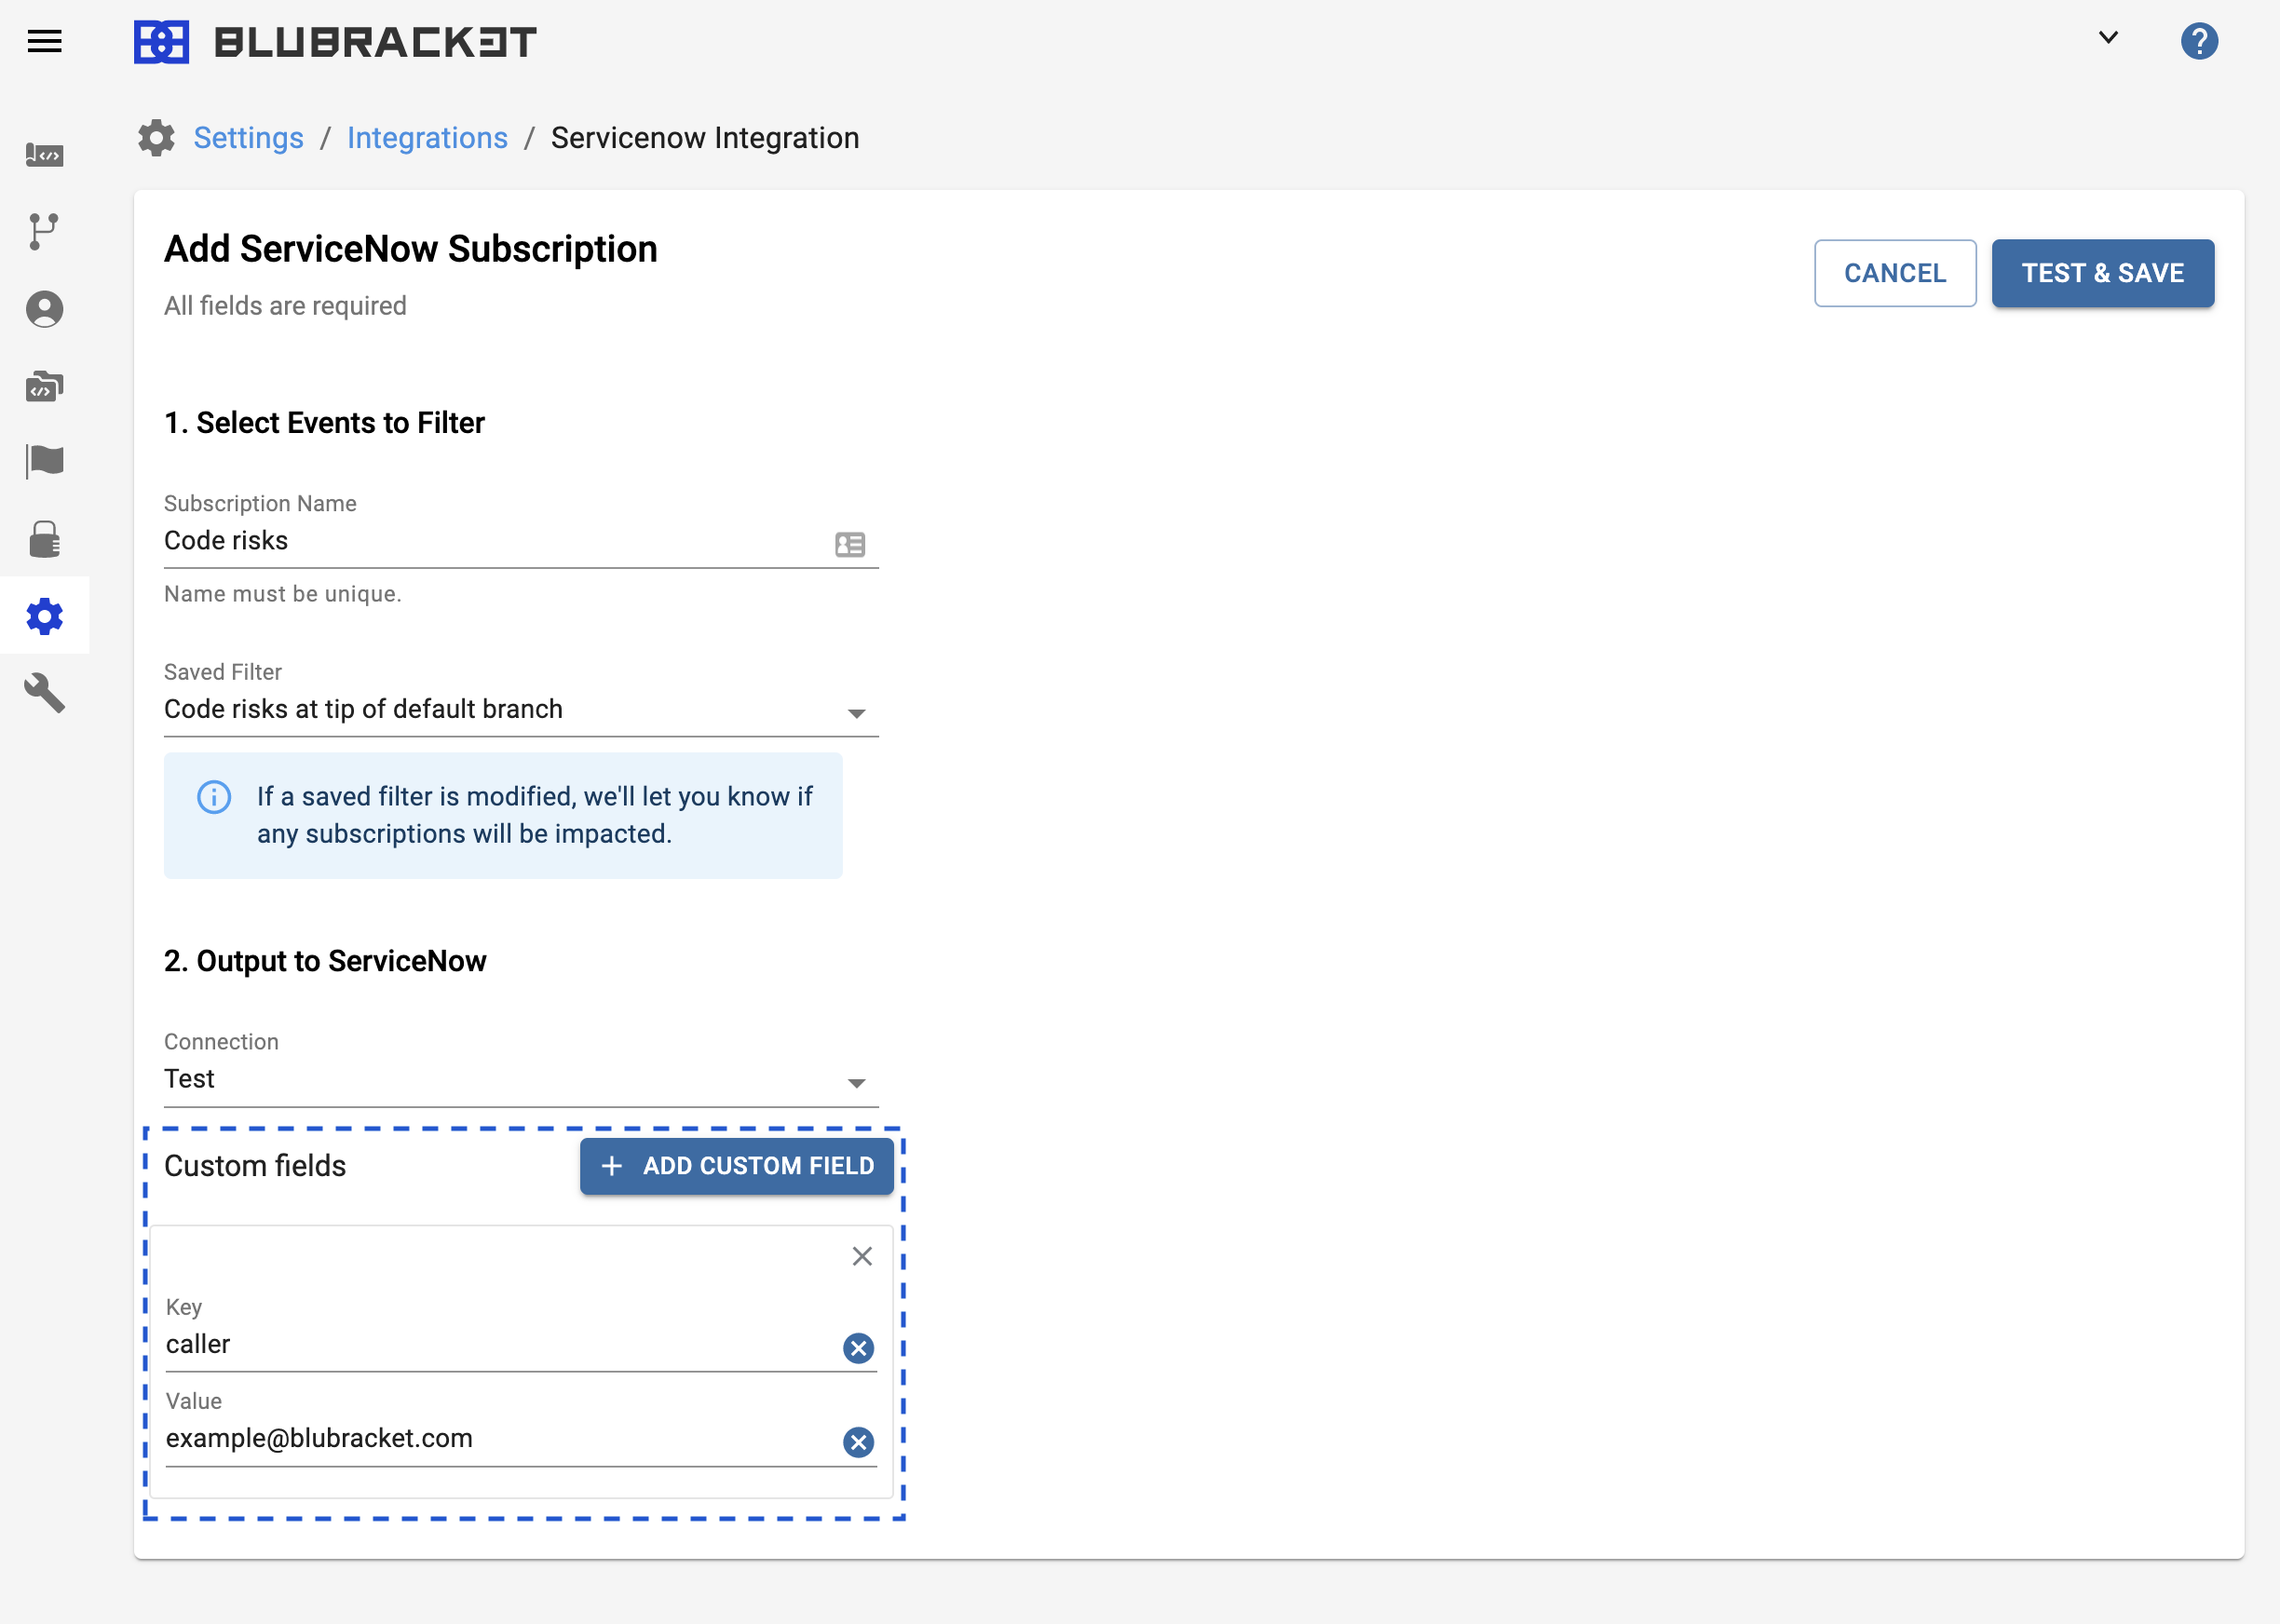 BLUBRACKET
?
Settings / Integrations / Servicenow Integration
Add ServiceNow Subscription
All fields are required
CANCEL
TEST & SAVE
1. Select Events to Filter
Subscription Name
Code risks
Name must be unique.
Saved Filter
Code risks at tip of default branch
If a saved filter is modified, we'll let you know if
any subscriptions will be impacted.
2. Output to ServiceNow
Connection
Test
Custom fields
+ ADD CUSTOM FIELD
Key
caller
Value
example@blubracket.com